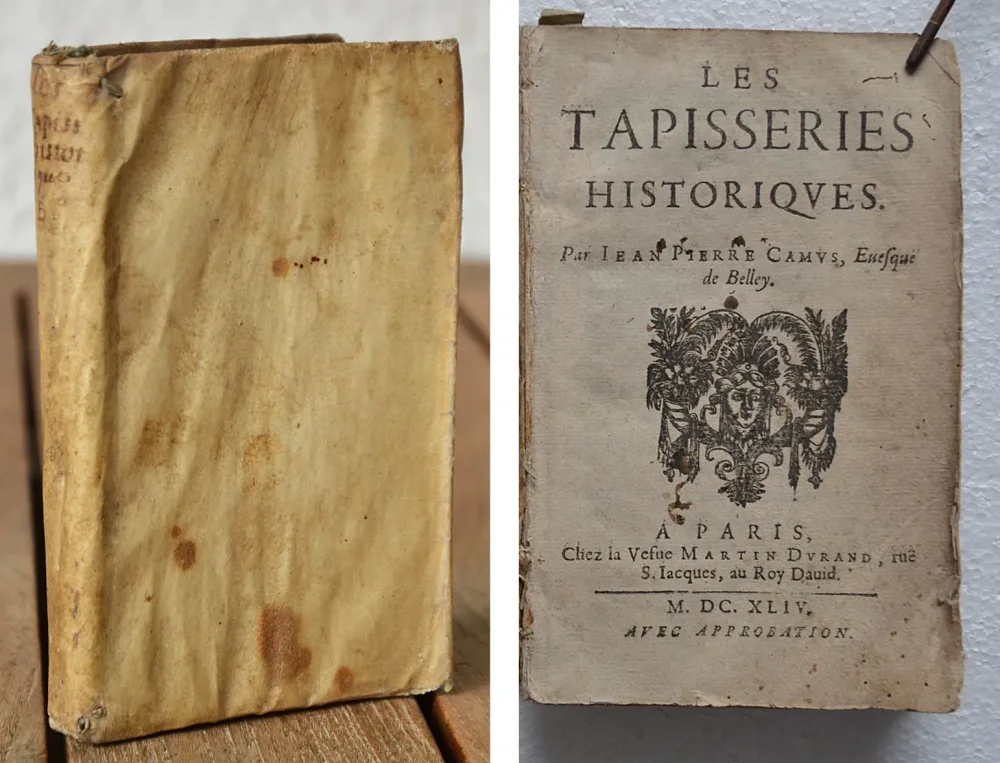 LES
TAPISSERIES
HISTORIQVES.
Par IEAN PIERRE CAMVS, Eueſque
de Belley.
A PARIS,
Chez la Vefue MARTIN DVRAND, ruë
S. Iacques, au Roy Dauid.
M. DC. XLIV.
AVEC APPROBATION.